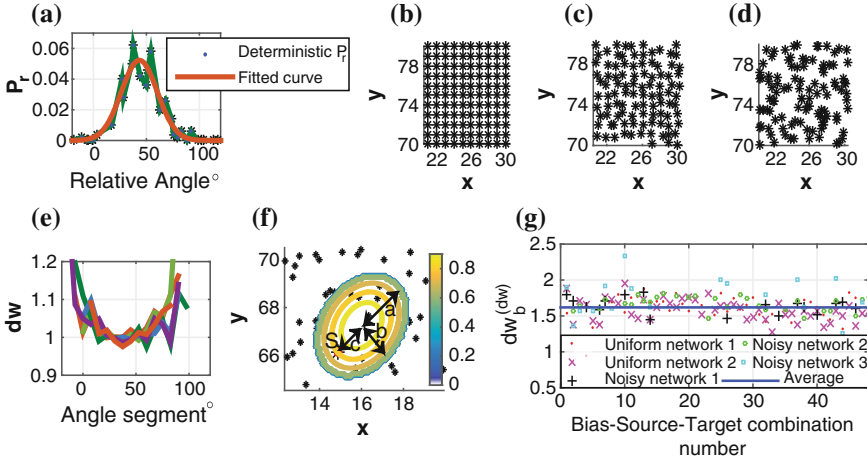 (a)
0.06
0.04
0.02
0
P_r
0
50
100
Relative Angle°
Deterministic P_r
Fitted curve
(b)
78
74
70
y
22
26
30
x
(c)
78
74
70
y
22
26
30
x
(d)
78
74
70
y
22
26
30
x
(e)
1.2
1.1
1
0.9
dw
0
50
100
Angle segment°
(f)
70
68
66
y
14
16
18
x
a
b
c
S
0.8
0.6
0.4
0.2
0
(g)
2.5
2
1.5
0.5
dw_b^(dw)
0
10
20
30
40
Uniform network 1
Noisy network 2
Uniform network 2
Noisy network 3
Noisy network 1
Average
Bias-Source-Target combination
number